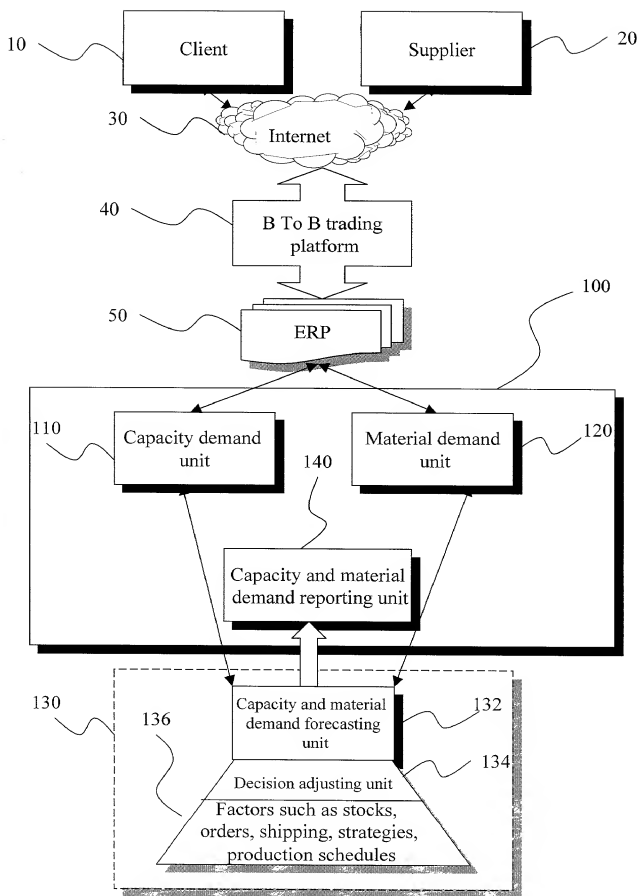 10
Client
Supplier
20
30
Internet
40
B To B trading
platform
50
ERP
100
110
Capacity demand
unit
Material demand
unit
120
140
Capacity and material
demand reporting unit
130
136
Capacity and material
demand forecasting
unit
132
134
Decision adjusting unit
Factors such as stocks,
orders, shipping, strategies,
production schedules